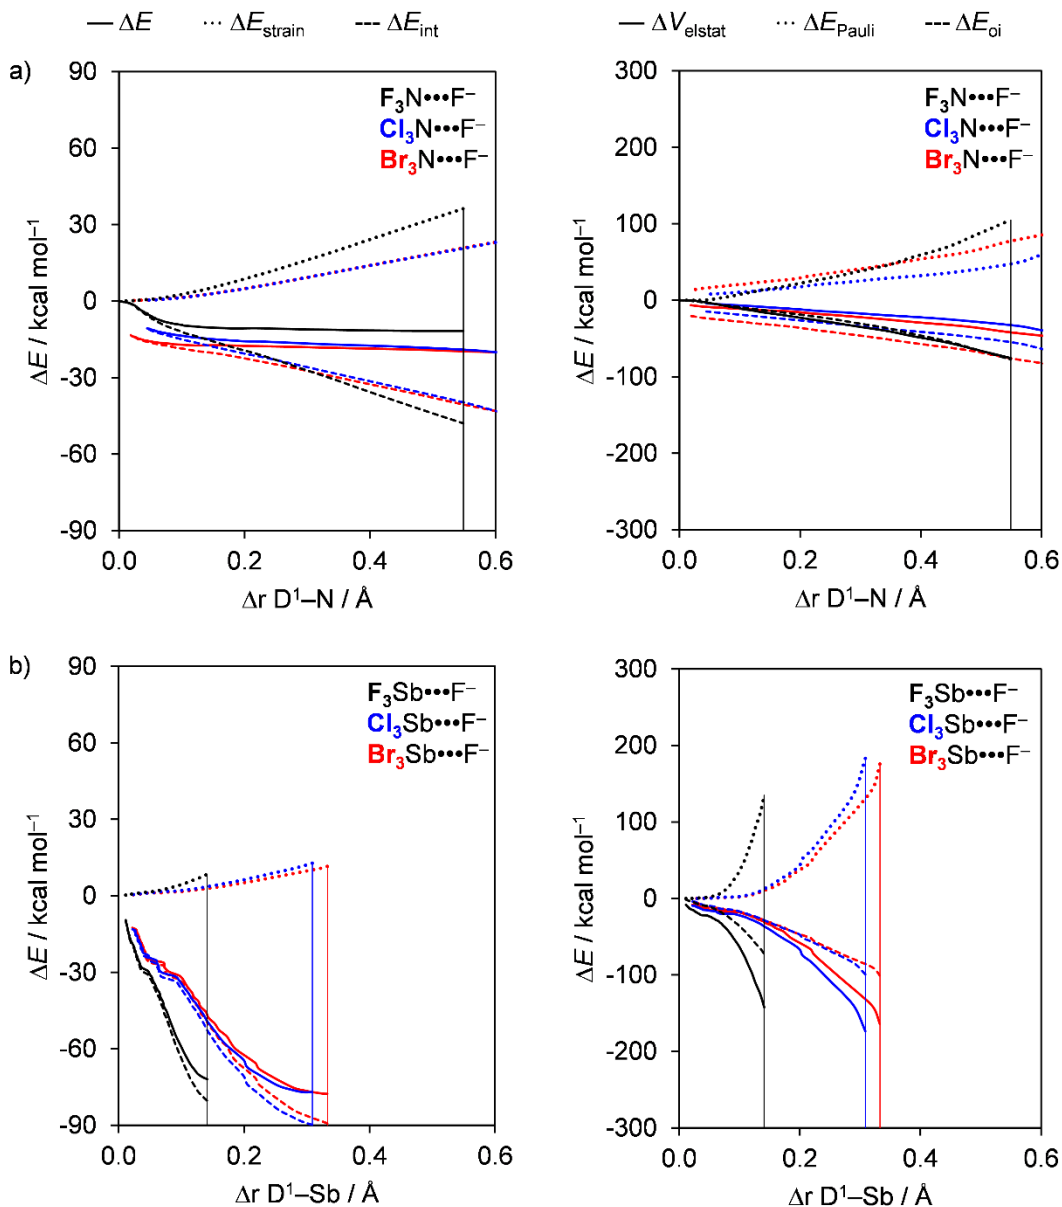 ΔE ΔE_strain ΔE_int
ΔV_elstat ΔE_Pauli ΔE_oi
a)
90
60
30
0
-30
-60
-90
ΔE / kcal mol⁻¹
F₃N•••F⁻
Cl₃N•••F⁻
Br₃N•••F⁻
0.0 0.2 0.4 0.6
Δr D¹–N / Å
300
200
100
0
-100
-200
-300
ΔE / kcal mol⁻¹
F₃N•••F⁻
Cl₃N•••F⁻
Br₃N•••F⁻
0.0 0.2 0.4 0.6
Δr D¹–N / Å
b)
90
60
30
0
-30
-60
-90
ΔE / kcal mol⁻¹
F₃Sb•••F⁻
Cl₃Sb•••F⁻
Br₃Sb•••F⁻
0.0 0.2 0.4 0.6
Δr D¹–Sb / Å
300
200
100
0
-100
-200
-300
ΔE / kcal mol⁻¹
F₃Sb•••F⁻
Cl₃Sb•••F⁻
Br₃Sb•••F⁻
0.0 0.2 0.4 0.6
Δr D¹–Sb / Å